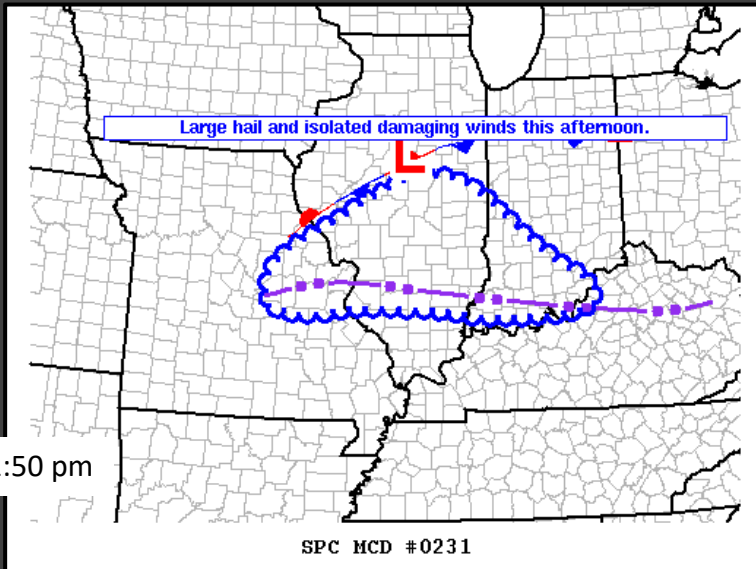 Large hail and isolated damaging winds this afternoon.
L
:50 pm
SPC MCD #0231